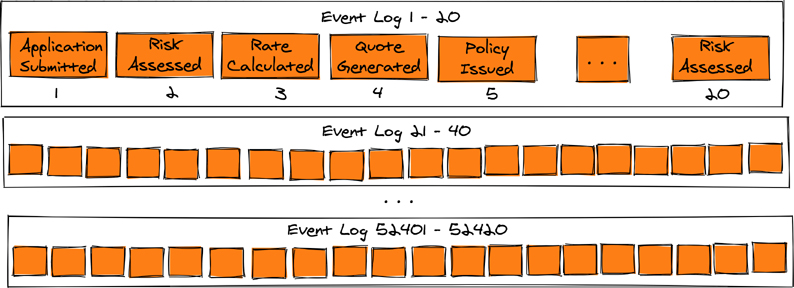 Event Log 1 - 20
Application Submitted
Risk Assessed
Rate Calculated
Quote Generated
Policy Issued
...
Risk Assessed
1 2 3 4 5 20
Event Log 21 - 40
...
Event Log 52401 - 52420